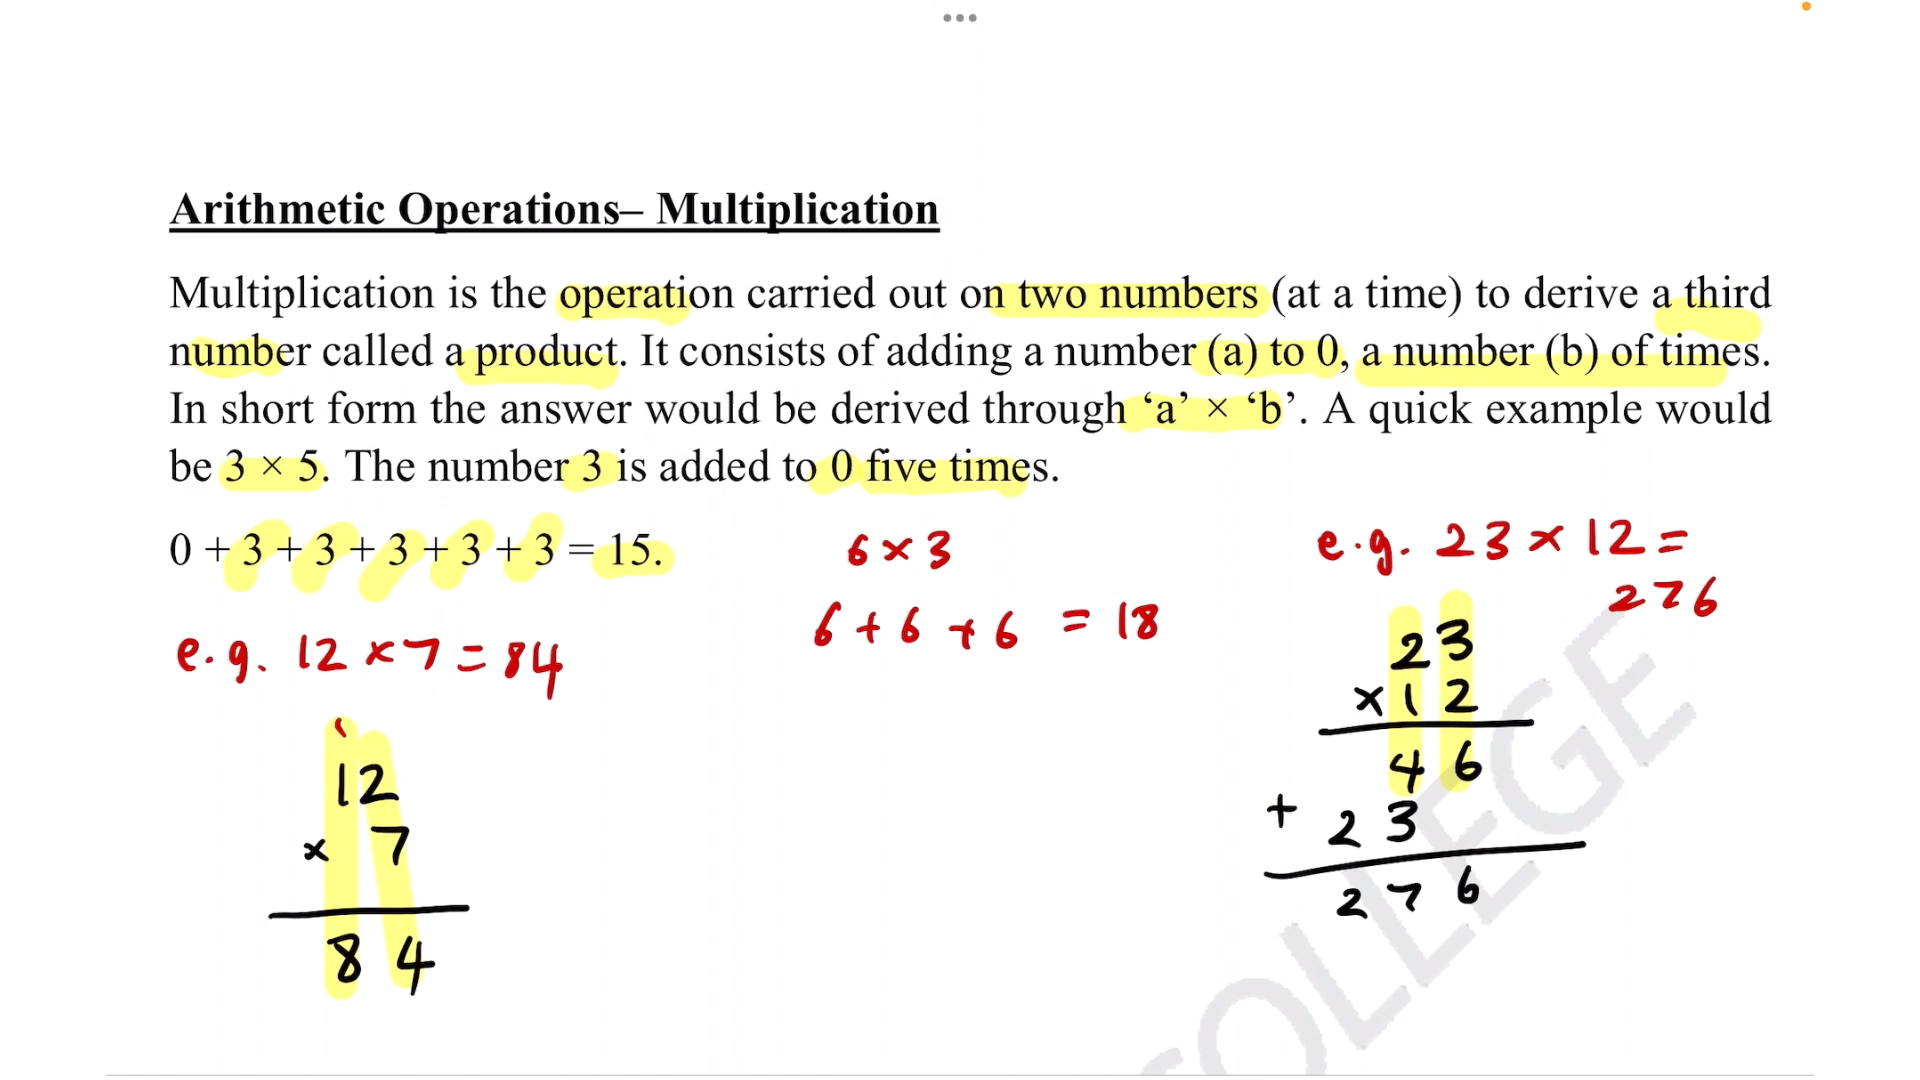 Arithmetic Operations– Multiplication
Multiplication is the operation carried out on two numbers (at a time) to derive a third
number called a product. It consists of adding a number (a) to 0, a number (b) of times.
In short form the answer would be derived through ‘a’ × ‘b’. A quick example would
be 3 × 5. The number 3 is added to 0 five times.
0 + 3 + 3 + 3 + 3 + 3 = 15.
6 × 3
6 + 6 + 6 = 18
e.g. 23 × 12 =
276
e.g. 12 × 7 = 84
1
12
× 7
84
23
× 12
46
+ 23
276
COLLEGE